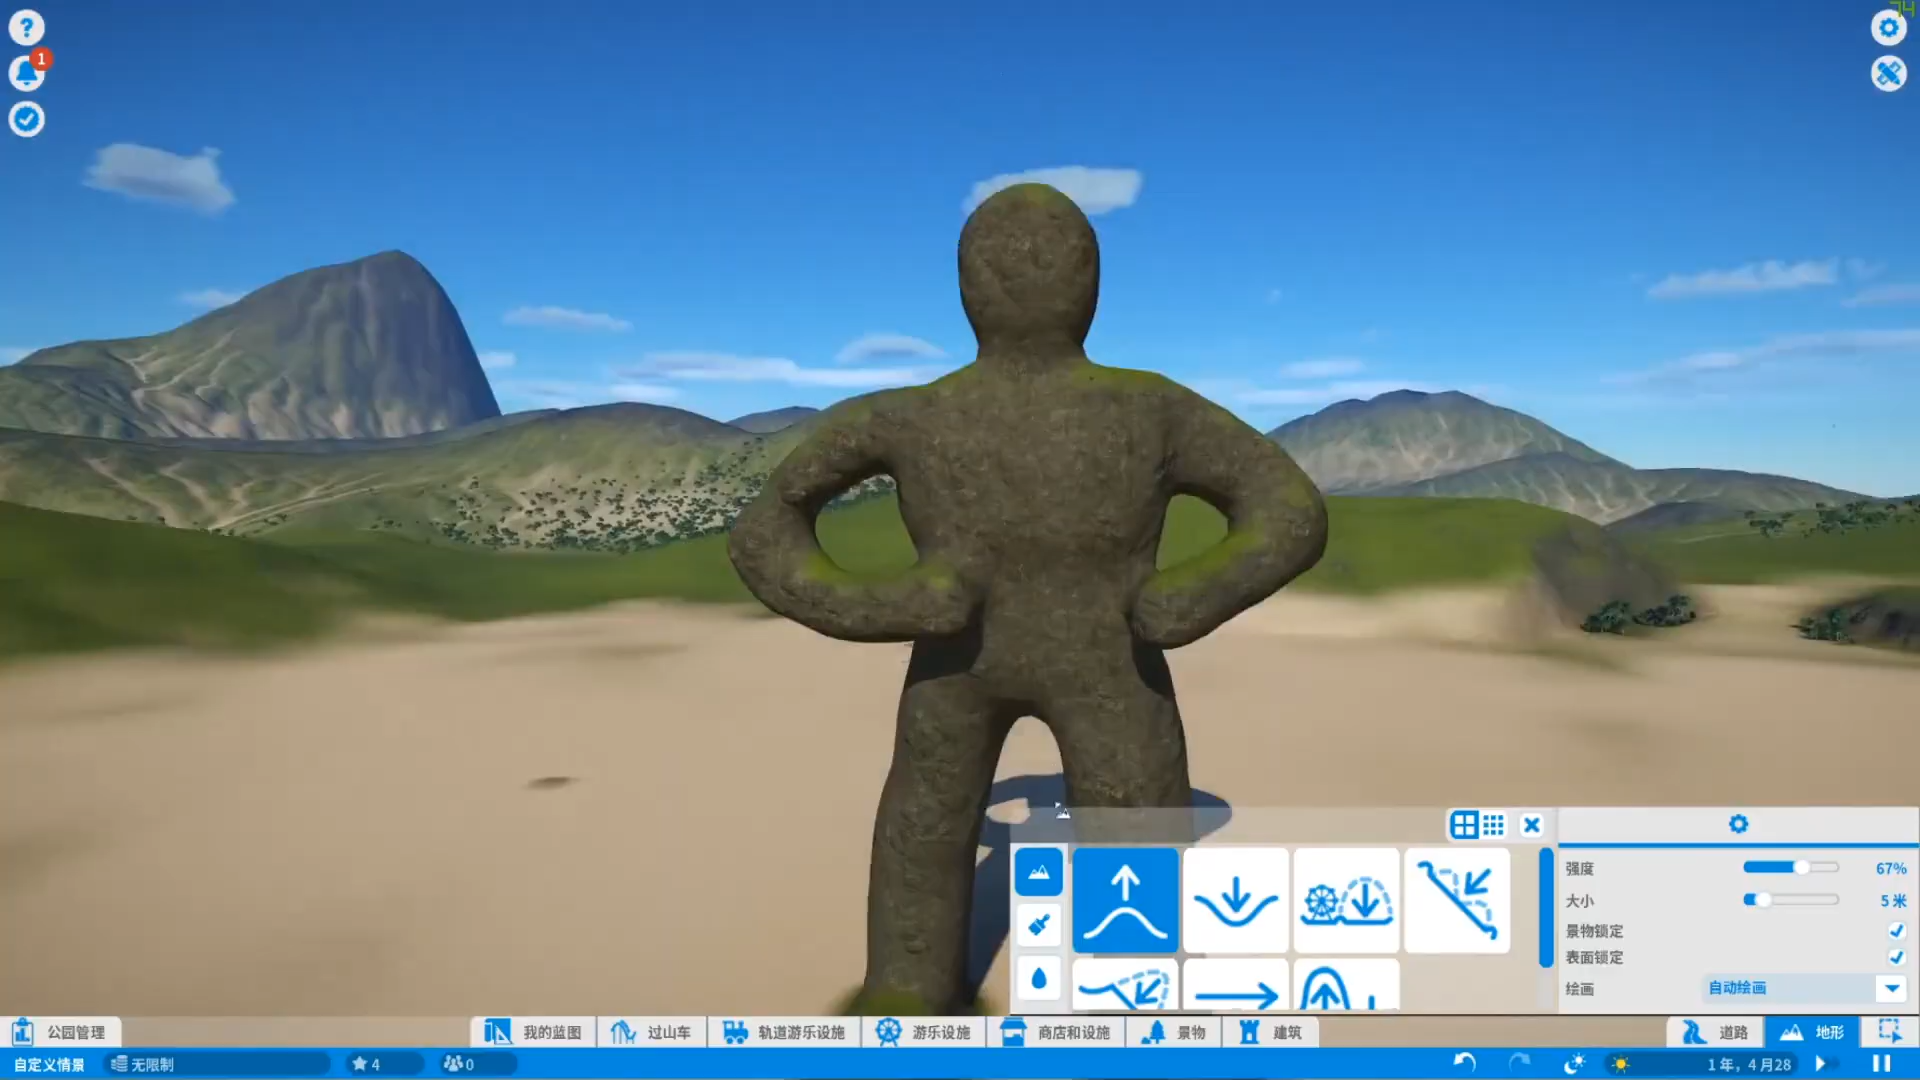 ?
1
74
强度
67%
大小
5 米
景物锁定
表面锁定
绘画
自动绘画
公园管理
我的蓝图
过山车
轨道游乐设施
游乐设施
商店和设施
景物
建筑
道路
地形
自定义情景
无限制
4
0
1 年，4 月28